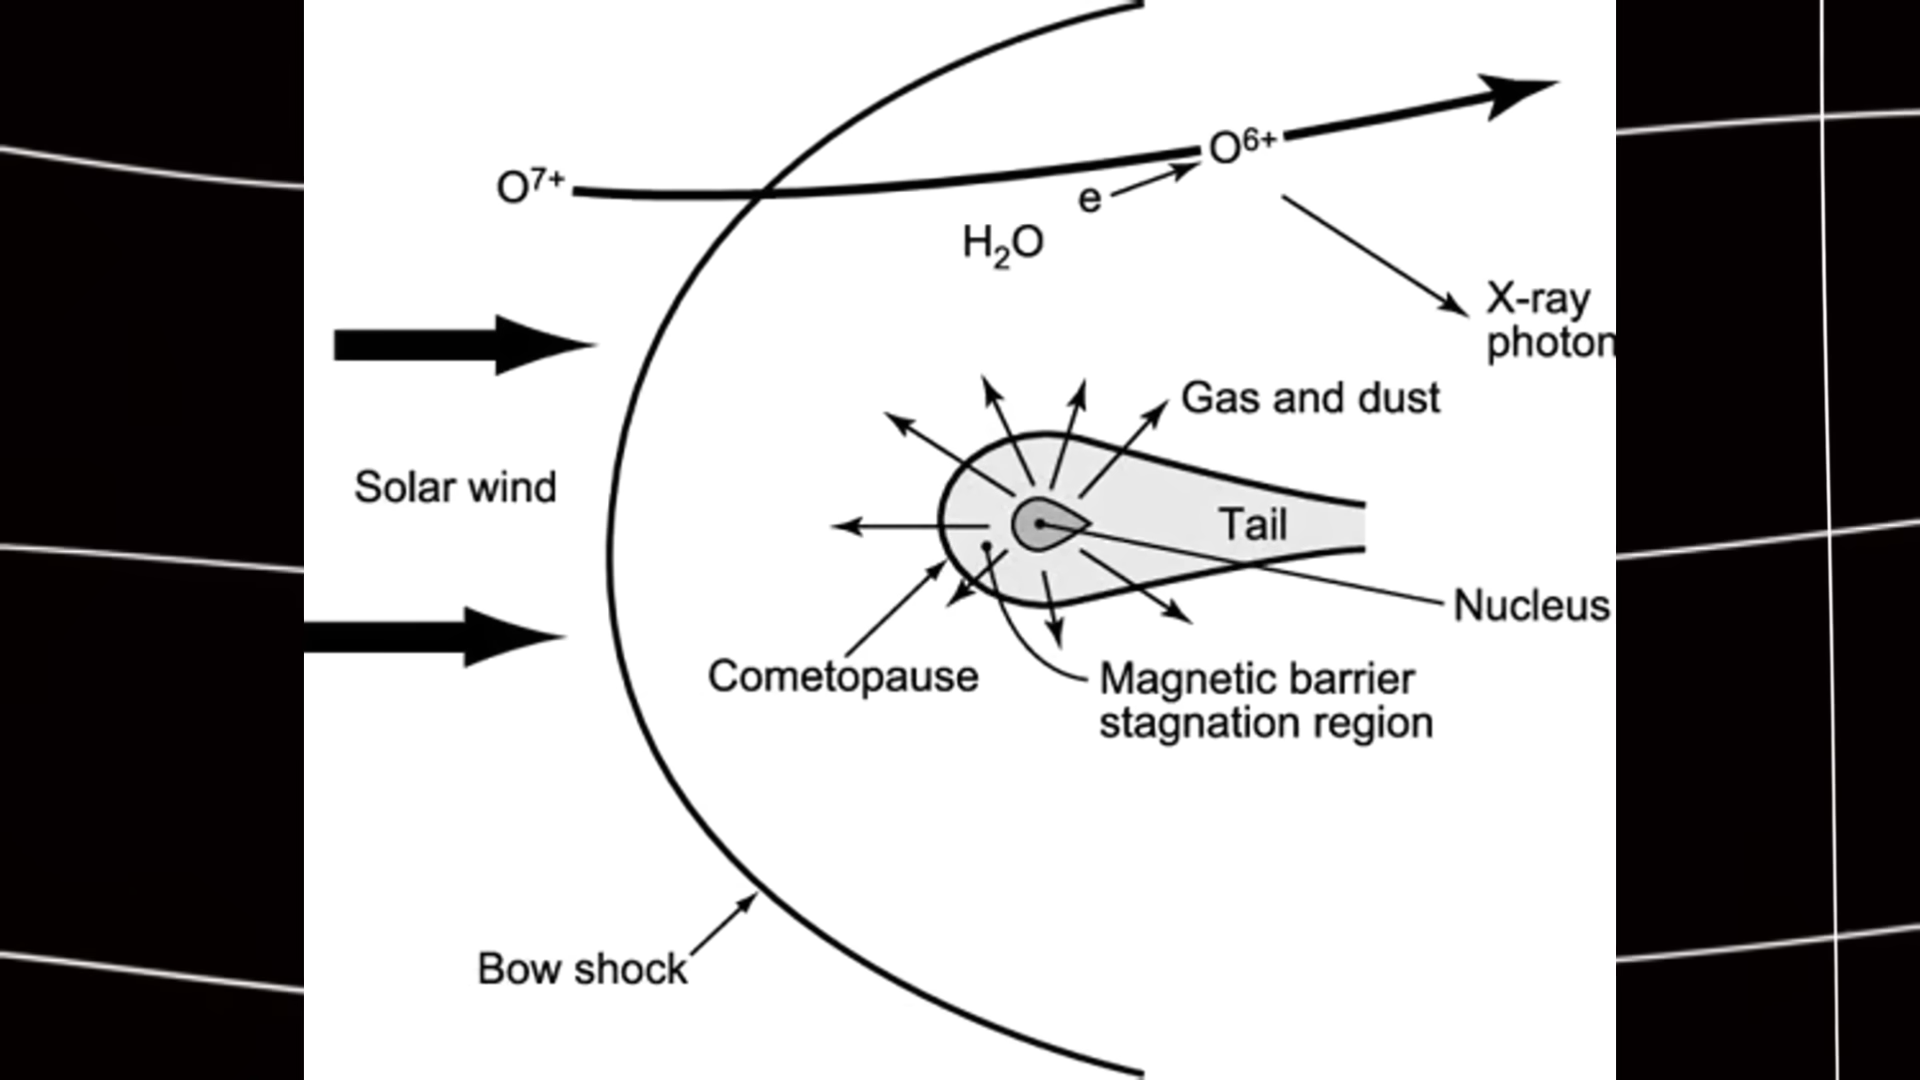 O⁷⁺
O⁶⁺
e
H₂O
X-ray
photon
Gas and dust
Solar wind
Tail
Nucleus
Cometopause
Magnetic barrier
stagnation region
Bow shock